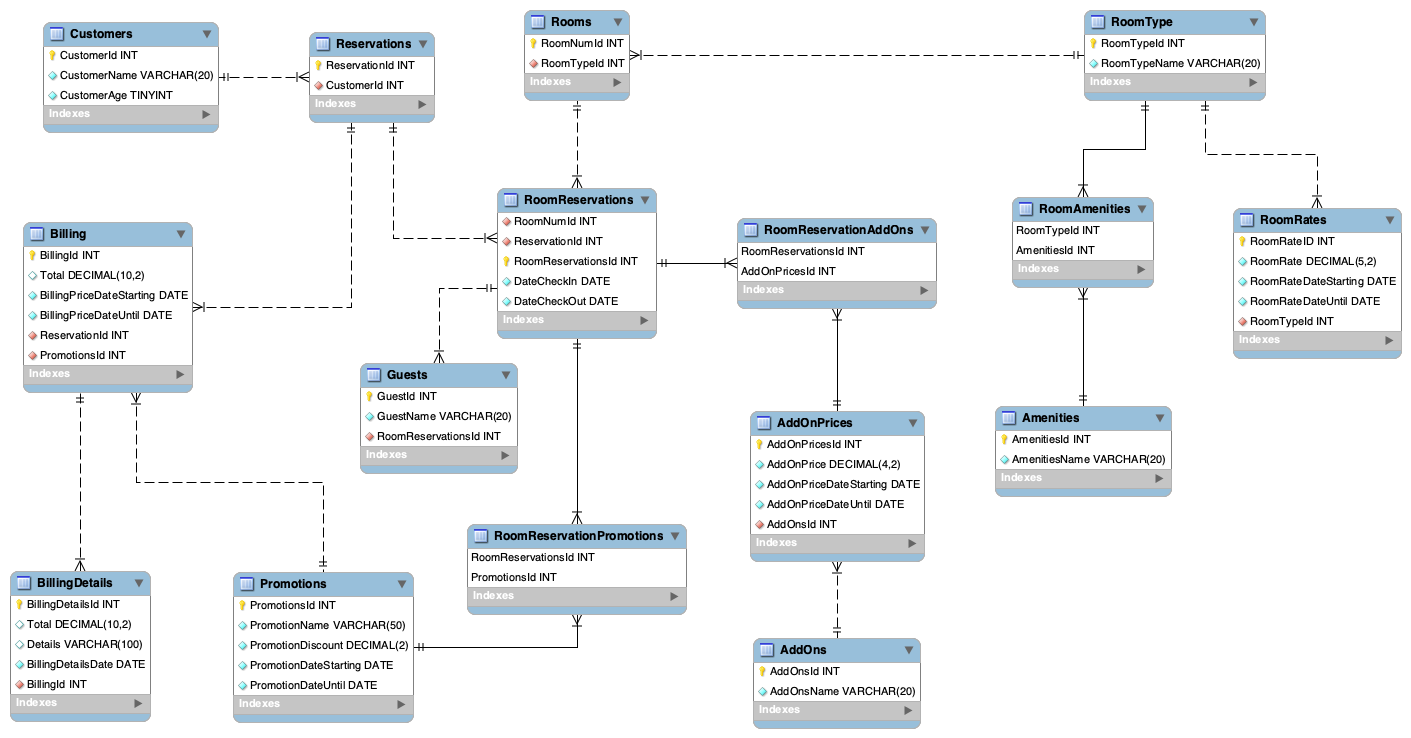 Customers
CustomerId INT
CustomerName VARCHAR(20)
CustomerAge TINYINT
Indexes
Reservations
ReservationId INT
CustomerId INT
Indexes
Rooms
RoomNumId INT
RoomTypeId INT
Indexes
RoomType
RoomTypeId INT
RoomTypeName VARCHAR(20)
Indexes
Billing
BillingId INT
Total DECIMAL(10,2)
BillingPriceDateStarting DATE
BillingPriceDateUntil DATE
ReservationId INT
PromotionsId INT
Indexes
RoomReservations
RoomNumId INT
ReservationId INT
RoomReservationsId INT
DateCheckIn DATE
DateCheckOut DATE
Indexes
RoomReservationAddOns
RoomReservationsId INT
AddOnPricesId INT
Indexes
RoomAmenities
RoomTypeId INT
AmenitiesId INT
Indexes
RoomRates
RoomRateID INT
RoomRate DECIMAL(5,2)
RoomRateDateStarting DATE
RoomRateDateUntil DATE
RoomTypeId INT
Indexes
Guests
GuestId INT
GuestName VARCHAR(20)
RoomReservationsId INT
Indexes
AddOnPrices
AddOnPricesId INT
AddOnPrice DECIMAL(4,2)
AddOnPriceDateStarting DATE
AddOnPriceDateUntil DATE
AddOnsId INT
Indexes
Amenities
AmenitiesId INT
AmenitiesName VARCHAR(20)
Indexes
BillingDetails
BillingDetailsId INT
Total DECIMAL(10,2)
Details VARCHAR(100)
BillingDetailsDate DATE
BillingId INT
Indexes
Promotions
PromotionsId INT
PromotionName VARCHAR(50)
PromotionDiscount DECIMAL(2)
PromotionDateStarting DATE
PromotionDateUntil DATE
Indexes
RoomReservationPromotions
RoomReservationsId INT
PromotionsId INT
Indexes
AddOns
AddOnsId INT
AddOnsName VARCHAR(20)
Indexes